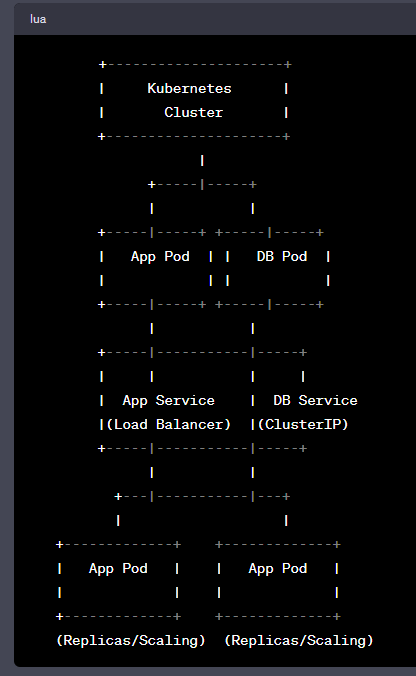 lua
+---------------------+
|     Kubernetes      |
|       Cluster       |
+---------------------+
|
+-----|-----+
|           |
+-----|-----+ +-----|-----+
|   App Pod  | |   DB Pod  |
|            | |           |
+-----|-----+ +-----|-----+
|           |
+-----|-----------|-----+
|     |           |     |
|  App Service    |  DB Service
|(Load Balancer)  |(ClusterIP)
+-----|-----------|-----+
|           |
+---|-----------|---+
|                   |
+-------------+    +-------------+
|   App Pod   |    |   App Pod   |
|             |    |             |
+-------------+    +-------------+
(Replicas/Scaling)  (Replicas/Scaling)